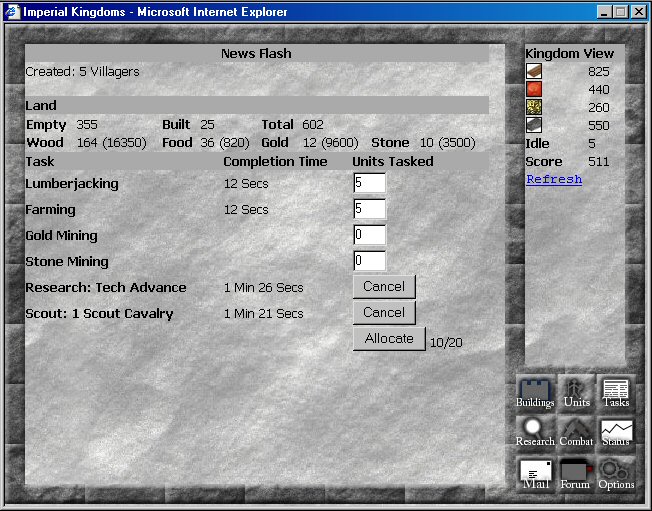 Imperial Kingdoms - Microsoft Internet Explorer
News Flash
Created: 5 Villagers
Land
Empty 355 Built 25 Total 602
Wood 164 (16350) Food 36 (820) Gold 12 (9600) Stone 10 (3500)
Task Completion Time Units Tasked
Lumberjacking 12 Secs 5
Farming 12 Secs 5
Gold Mining 0
Stone Mining 0
Research: Tech Advance 1 Min 26 Secs Cancel
Scout: 1 Scout Cavalry 1 Min 21 Secs Cancel
Allocate 10/20
Kingdom View
825
440
260
550
Idle 5
Score 511
Refresh
Buildings Units Tasks
Research Combat Status
Mail Forum Options